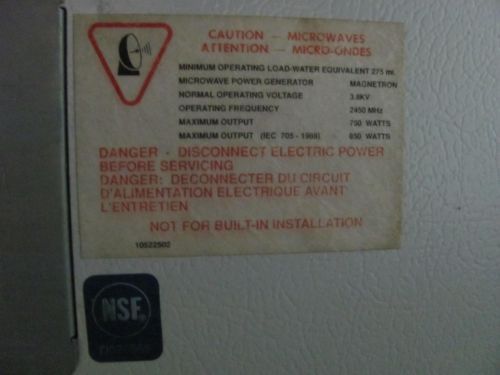 CAUTION - MICROWAVES
ATTENTION - MICRO-ONDES
MINIMUM OPERATING LOAD-WATER EQUIVALENT 275 ml.
MICROWAVE POWER GENERATOR MAGNETRON
NORMAL OPERATING VOLTAGE 3.8KV
OPERATING FREQUENCY 2450 MHz
MAXIMUM OUTPUT 750 WATTS
MAXIMUM OUTPUT (IEC 705-1988) 850 WATTS
DANGER - DISCONNECT ELECTRIC POWER
BEFORE SERVICING
DANGER: DECONNECTER DU CIRCUIT
D'ALIMENTATION ELECTRIQUE AVANT
L'ENTRETIEN
NOT FOR BUILT-IN INSTALLATION
10522502
NSF®